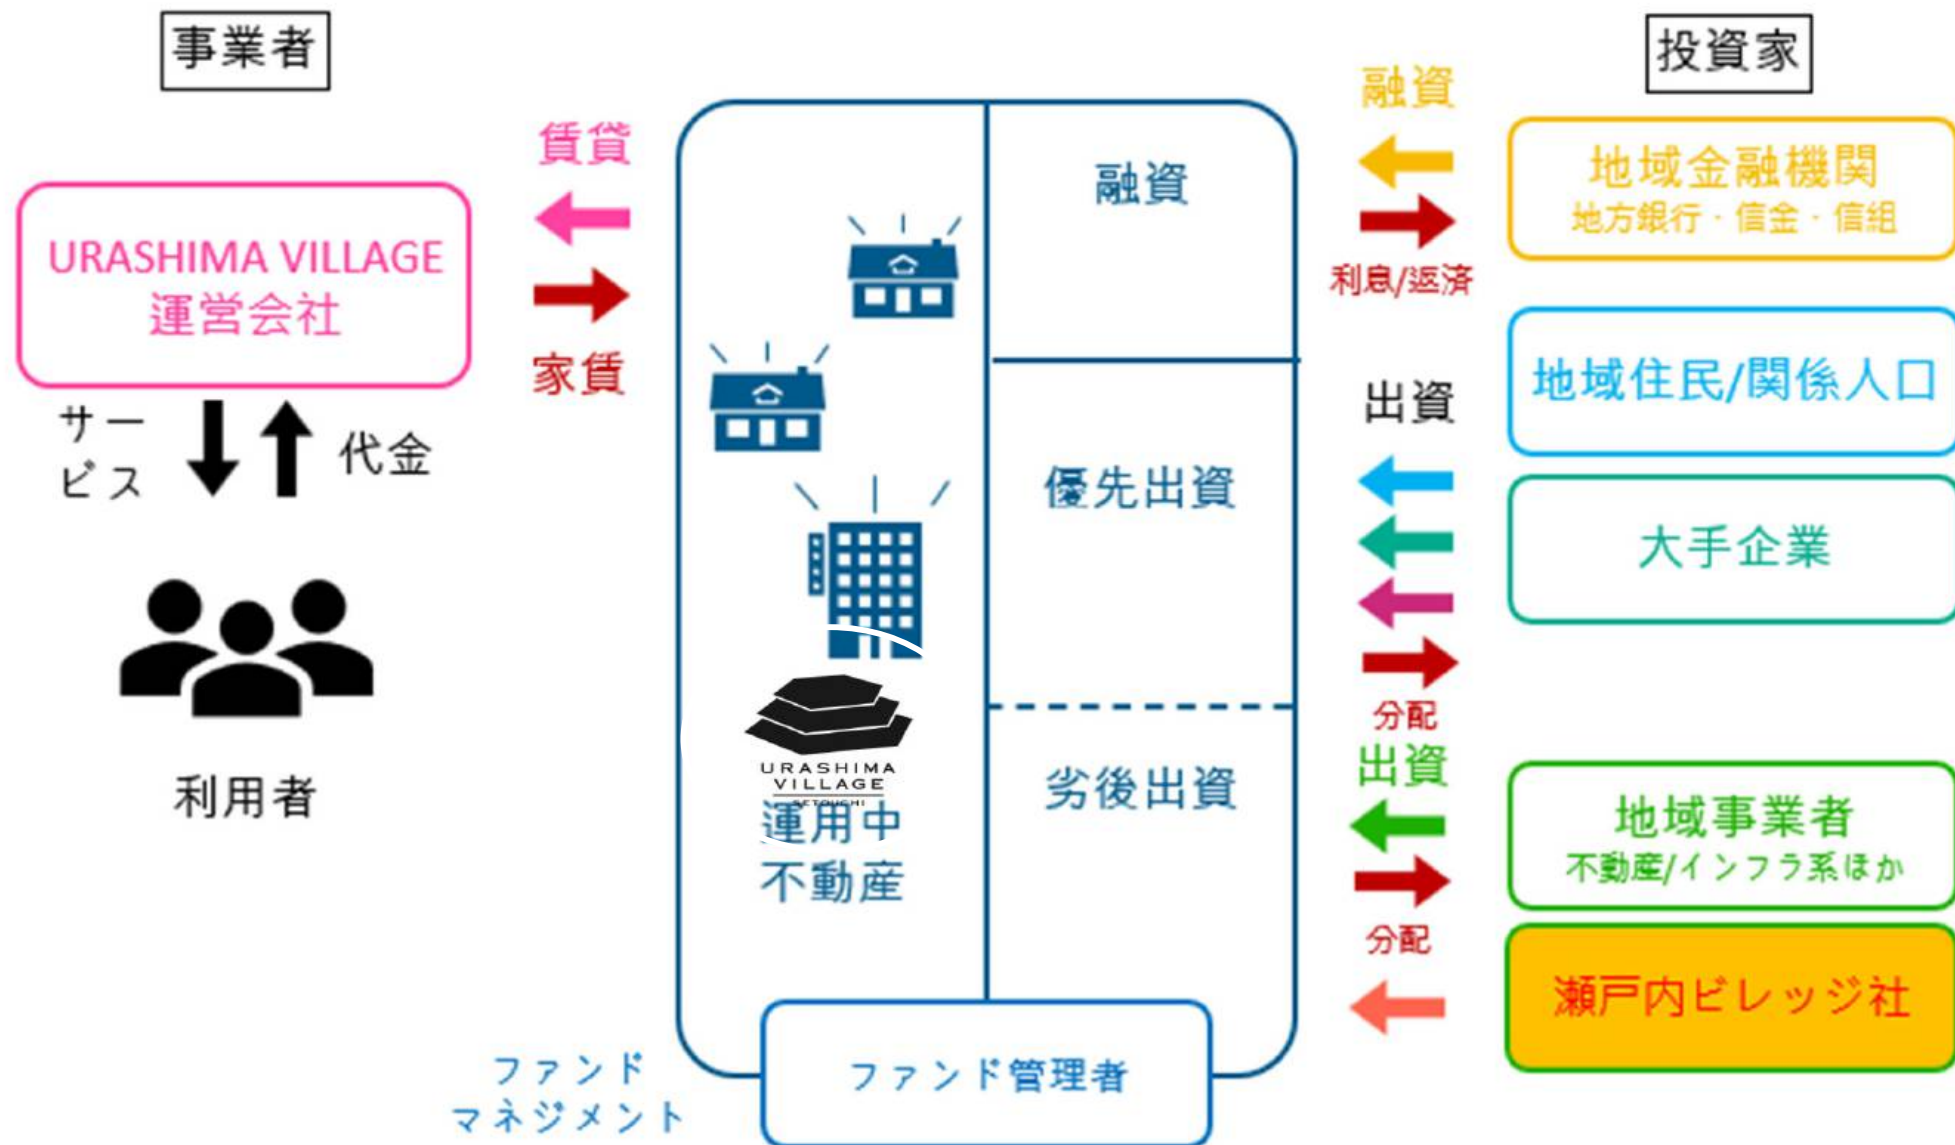 事業者
URASHIMA VILLAGE
運営会社
サー
ビス
代金
利用者
賃貸
家賃
URASHIMA
VILLAGE
SETOUCHI
運用中
不動産
融資
優先出資
劣後出資
ファンド
マネジメント
ファンド管理者
投資家
融資
利息/返済
地域金融機関
地方銀行・信金・信組
出資
地域住民/関係人口
大手企業
分配
出資
地域事業者
不動産/インフラ系ほか
分配
瀬戸内ビレッジ社